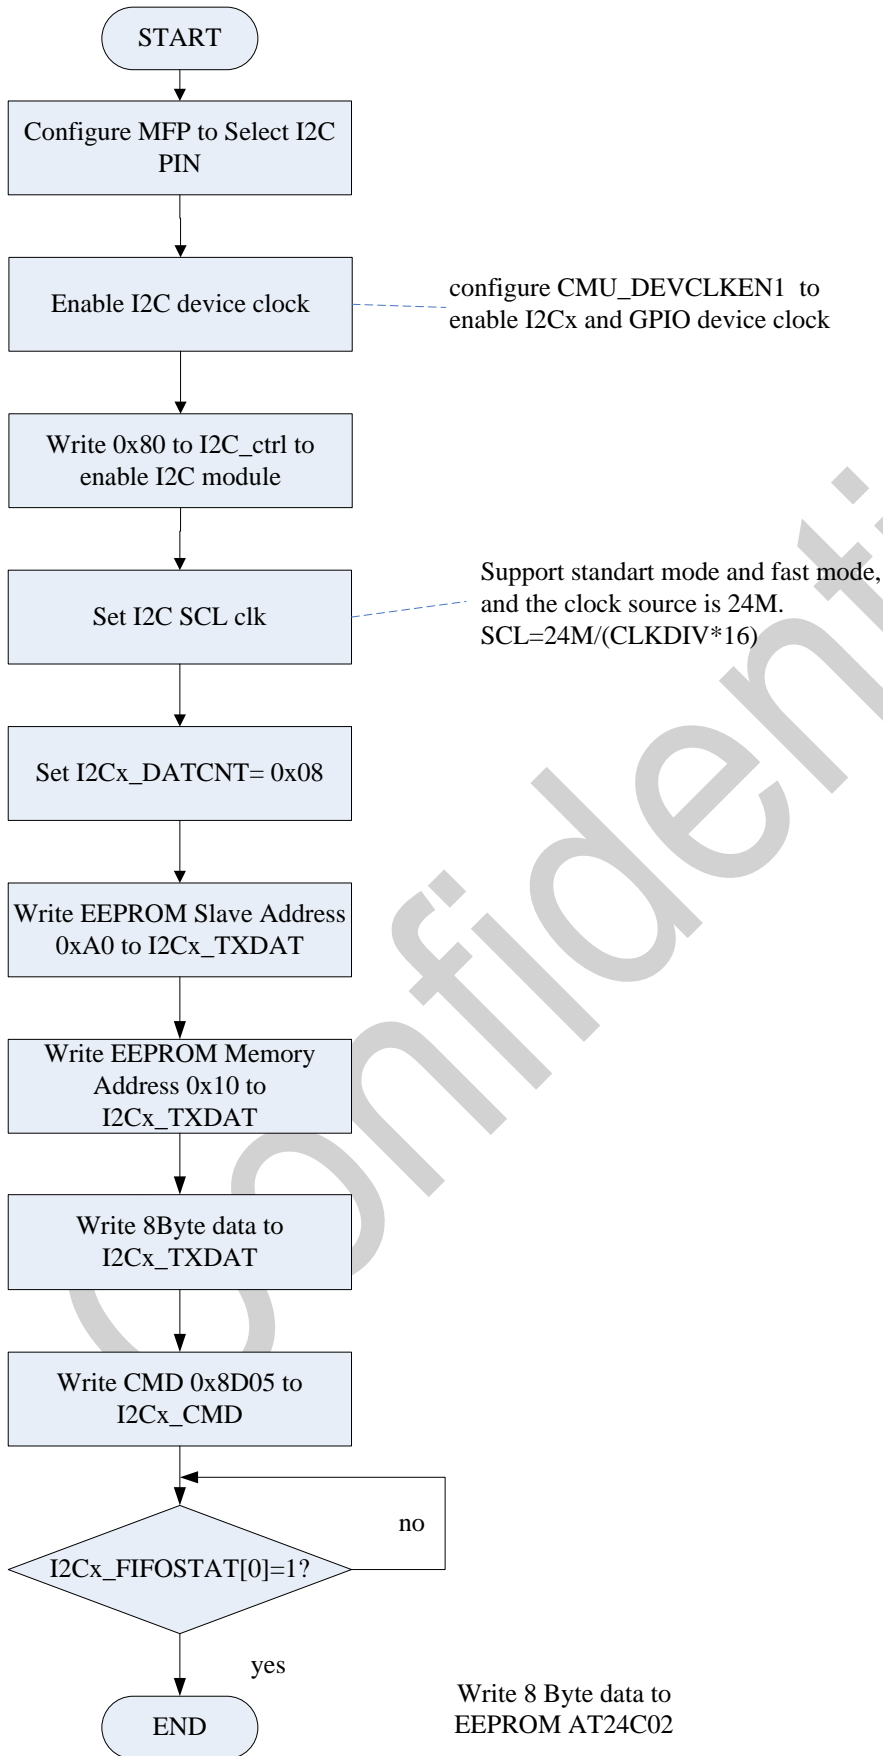 START
Configure MFP to Select I2C
PIN
Enable I2C device clock
configure CMU_DEVCLKEN1  to
enable I2Cx and GPIO device clock
Write 0x80 to I2C_ctrl to
enable I2C module
Set I2C SCL clk
Support standart mode and fast mode,
and the clock source is 24M.
SCL=24M/(CLKDIV*16)
Set I2Cx_DATCNT= 0x08
Write EEPROM Slave Address
0xA0 to I2Cx_TXDAT
Write EEPROM Memory
Address 0x10 to
I2Cx_TXDAT
Write 8Byte data to
I2Cx_TXDAT
Write CMD 0x8D05 to
I2Cx_CMD
no
I2Cx_FIFOSTAT[0]=1?
yes
END
Write 8 Byte data to
EEPROM AT24C02
Confidenti